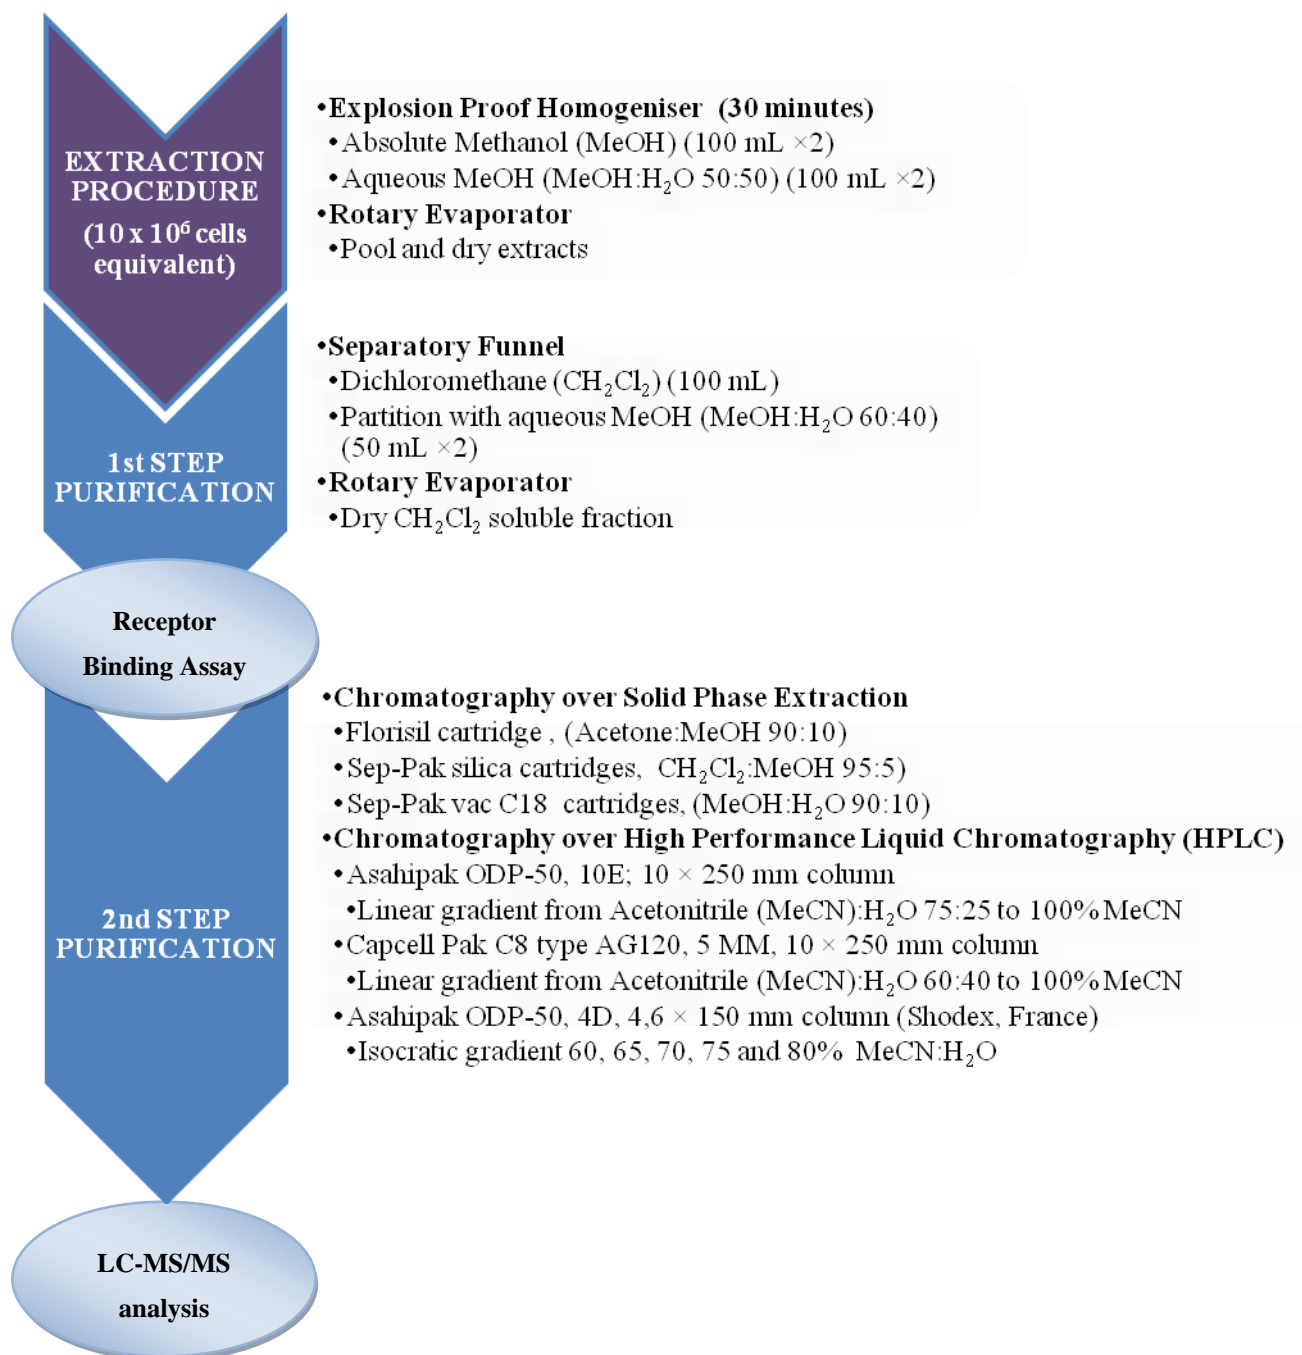 EXTRACTION
PROCEDURE
(10 x 10⁶ cells
equivalent)
•Explosion Proof Homogeniser (30 minutes)
•Absolute Methanol (MeOH) (100 mL ×2)
•Aqueous MeOH (MeOH:H₂O 50:50) (100 mL ×2)
•Rotary Evaporator
•Pool and dry extracts
1st STEP
PURIFICATION
•Separatory Funnel
•Dichloromethane (CH₂Cl₂) (100 mL)
•Partition with aqueous MeOH (MeOH:H₂O 60:40)
(50 mL ×2)
•Rotary Evaporator
•Dry CH₂Cl₂ soluble fraction
Receptor
Binding Assay
2nd STEP
PURIFICATION
•Chromatography over Solid Phase Extraction
•Florisil cartridge , (Acetone:MeOH 90:10)
•Sep-Pak silica cartridges, CH₂Cl₂:MeOH 95:5)
•Sep-Pak vac C18 cartridges, (MeOH:H₂O 90:10)
•Chromatography over High Performance Liquid Chromatography (HPLC)
•Asahipak ODP-50, 10E; 10 × 250 mm column
•Linear gradient from Acetonitrile (MeCN):H₂O 75:25 to 100% MeCN
•Capcell Pak C8 type AG120, 5 MM, 10 × 250 mm column
•Linear gradient from Acetonitrile (MeCN):H₂O 60:40 to 100% MeCN
•Asahipak ODP-50, 4D, 4,6 × 150 mm column (Shodex, France)
•Isocratic gradient 60, 65, 70, 75 and 80% MeCN:H₂O
LC-MS/MS
analysis